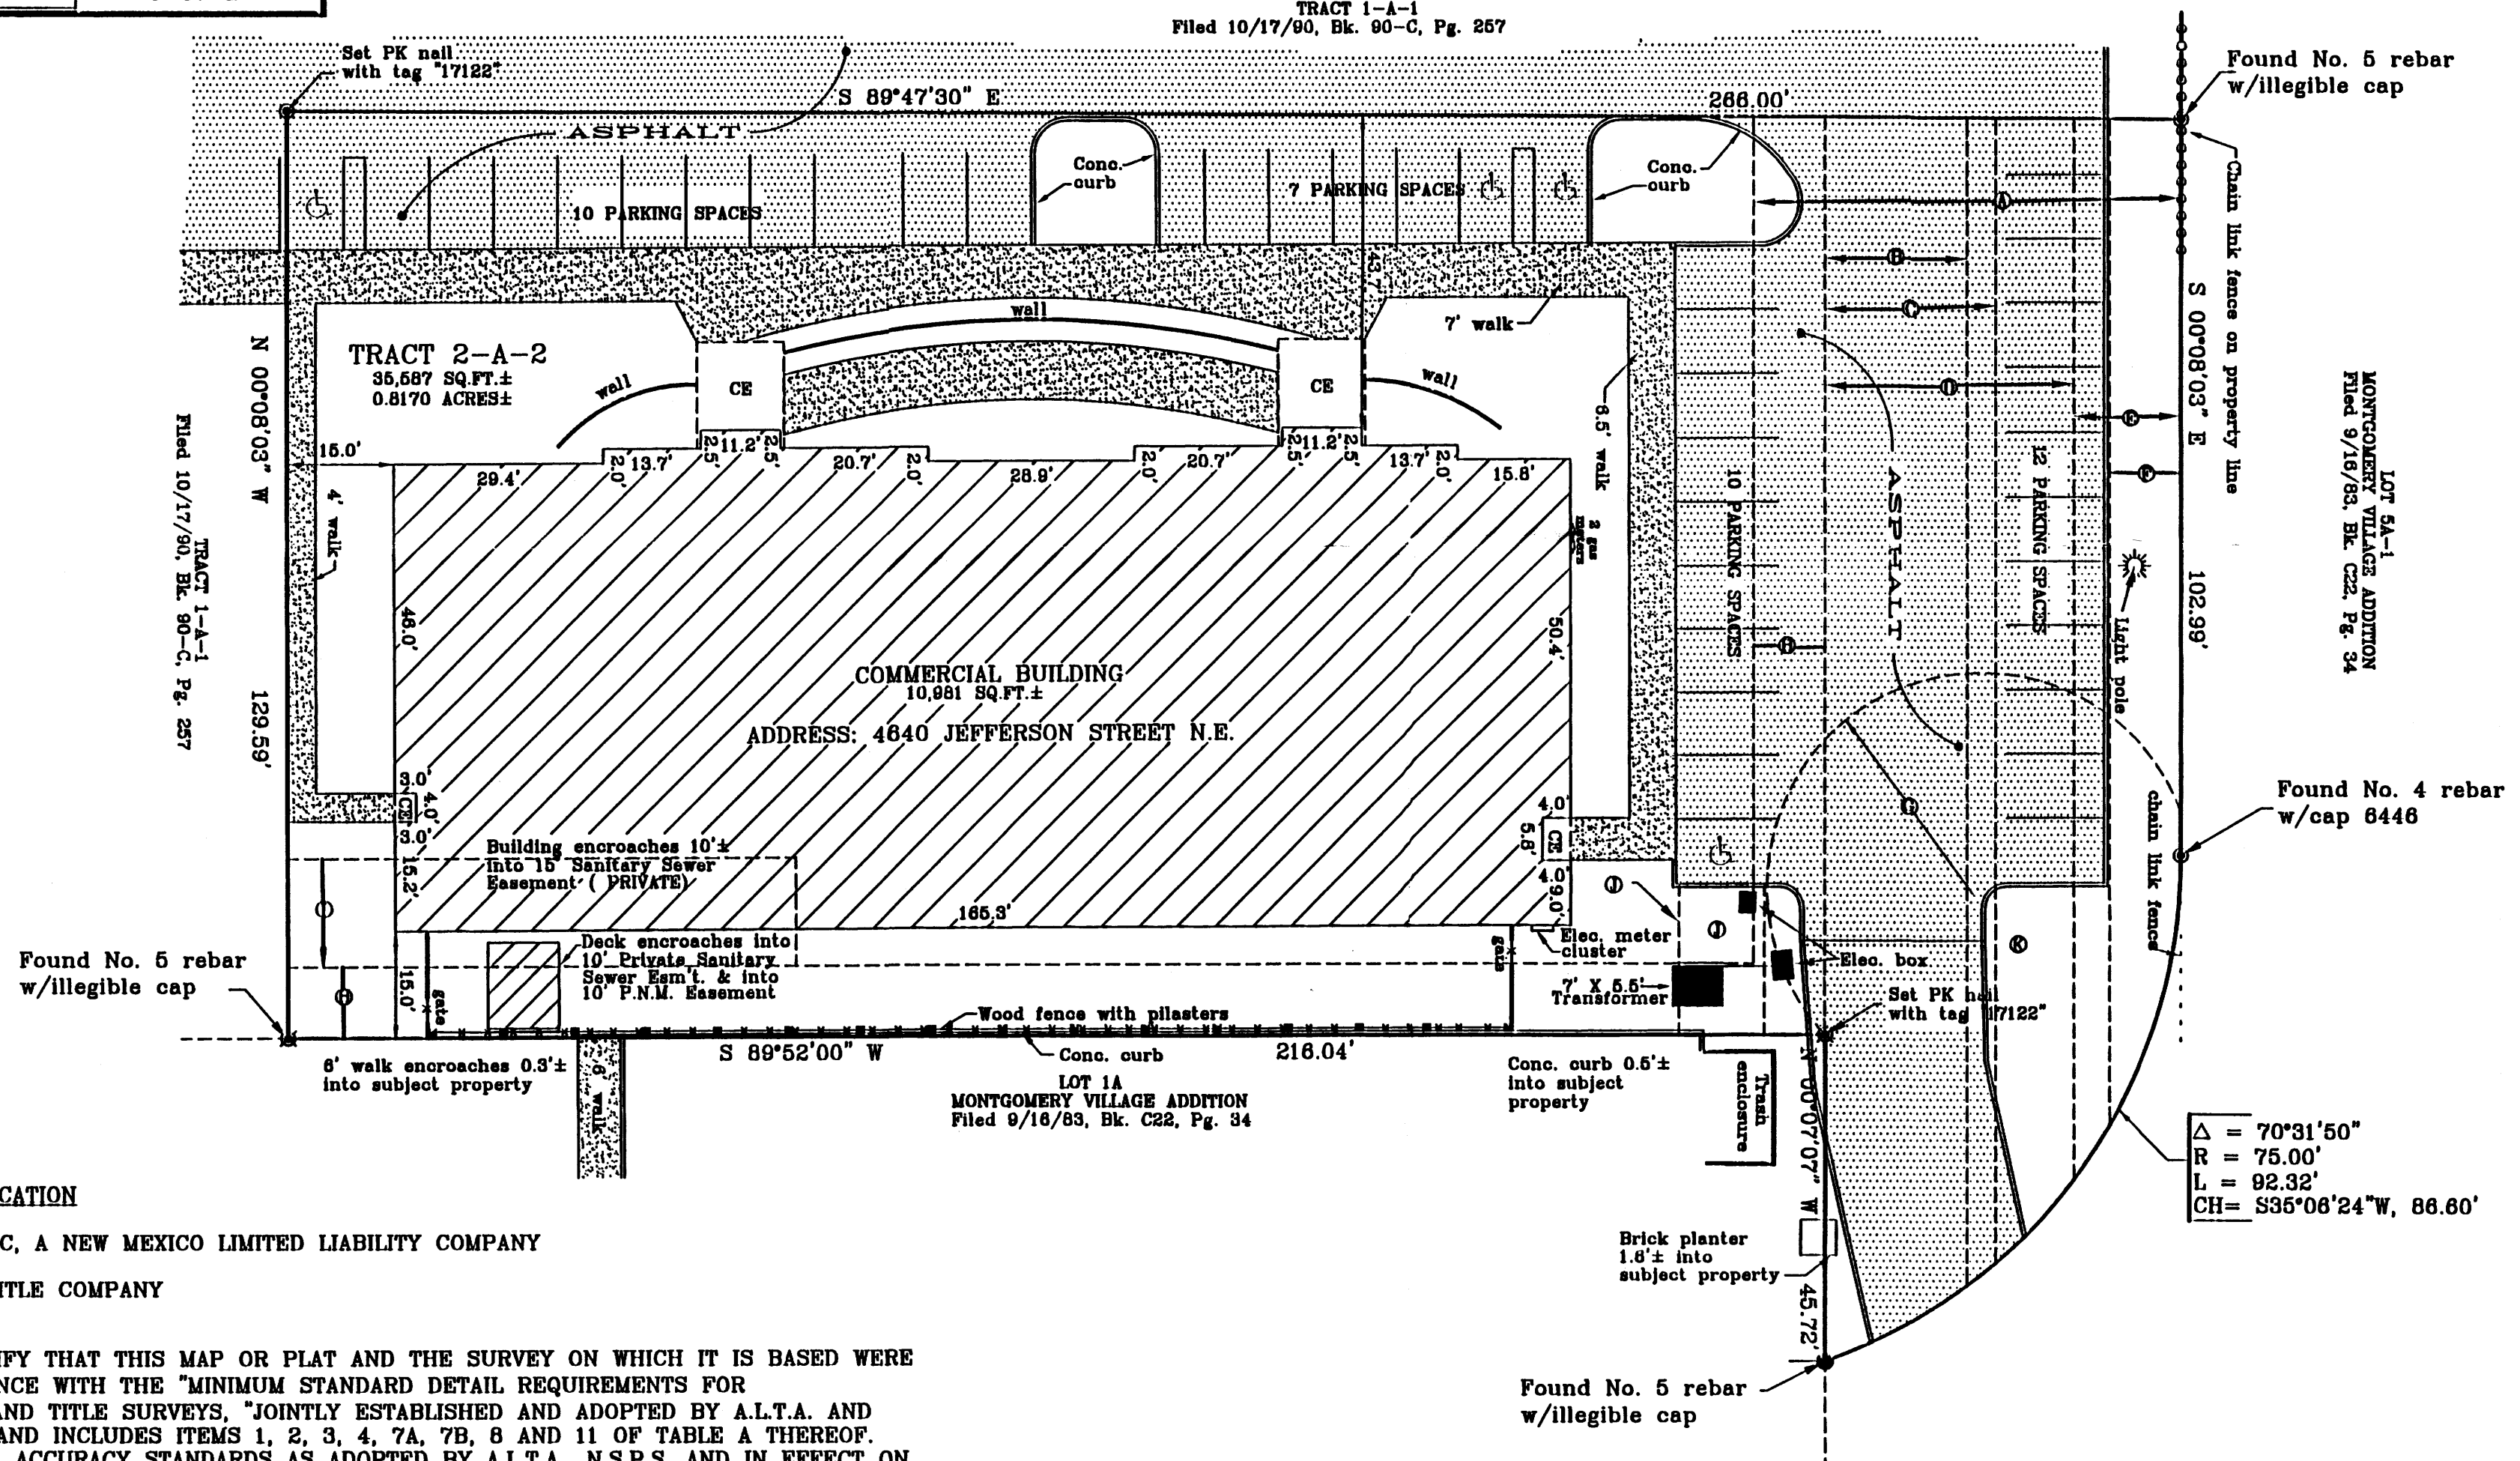 TRACT 1-A-1
Filed 10/17/90, Bk. 90-C, Pg. 257
Set PK nail
with tag "17122"
S 89°47'30" E
266.00'
Found No. 5 rebar
w/illegible cap
ASPHALT
Conc.
curb
Conc.
curb
10 PARKING SPACES
7 PARKING SPACES
A
B
C
D
E
F
Chain link fence on property line
S 00°08'03" E
102.99'
LOT 5A-1
MONTGOMERY VILLAGE ADDITION
Filed 9/16/83, Bk. C22, Pg. 34
wall
7' walk
TRACT 2-A-2
35,587 SQ.FT.±
0.8170 ACRES±
wall
CE
CE
wall
6.5' walk
N 00°08'03" W
129.59'
TRACT 1-A-1
Filed 10/17/90, Bk. 90-C, Pg. 257
15.0'
4' walk
29.4'
2.0'
13.7'
2.5'
11.2'
2.5'
20.7'
2.0'
28.9'
2.0'
20.7'
2.5'
11.2'
2.5'
13.7'
2.0'
15.8'
2 gas
meters
10 PARKING SPACES
ASPHALT
12 PARKING SPACES
H
Light pole
46.0'
50.4'
COMMERCIAL BUILDING
10,981 SQ.FT.±
ADDRESS: 4640 JEFFERSON STREET N.E.
G
chain link fence
Found No. 4 rebar
w/cap 6446
3.0'
CE
4.0'
3.0'
15.2'
4.0'
5.8'
CE
4.0'
9.0'
Building encroaches 10'±
into 15' Sanitary Sewer
Easement ( PRIVATE)
165.3'
Deck encroaches into
10' Private Sanitary
Sewer Esm't. & into
10' P.N.M. Easement
H
15.0'
gate
gate
Elec. meter
cluster
J
J
K
Elec. box
7' X 5.5'
Transformer
Set PK nail
with tag "17122"
Found No. 5 rebar
w/illegible cap
Wood fence with pilasters
S 89°52'00" W
Conc. curb
216.04'
6' walk encroaches 0.3'±
into subject property
6' walk
LOT 1A
MONTGOMERY VILLAGE ADDITION
Filed 9/16/83, Bk. C22, Pg. 34
Conc. curb 0.5'±
into subject
property
Trash
enclosure
N 00°07'07" W
45.72'
Δ = 70°31'50"
R = 75.00'
L = 92.32'
CH= S35°06'24"W, 86.60'
Brick planter
1.8'± into
subject property
Found No. 5 rebar
w/illegible cap
CATION
C, A NEW MEXICO LIMITED LIABILITY COMPANY
ITLE COMPANY
IFY THAT THIS MAP OR PLAT AND THE SURVEY ON WHICH IT IS BASED WERE
NCE WITH THE "MINIMUM STANDARD DETAIL REQUIREMENTS FOR
AND TITLE SURVEYS, "JOINTLY ESTABLISHED AND ADOPTED BY A.L.T.A. AND
AND INCLUDES ITEMS 1, 2, 3, 4, 7A, 7B, 8 AND 11 OF TABLE A THEREOF.
ACCURACY STANDARDS AS ADOPTED BY A.L.T.A., N.S.P.S. AND IN EFFECT ON